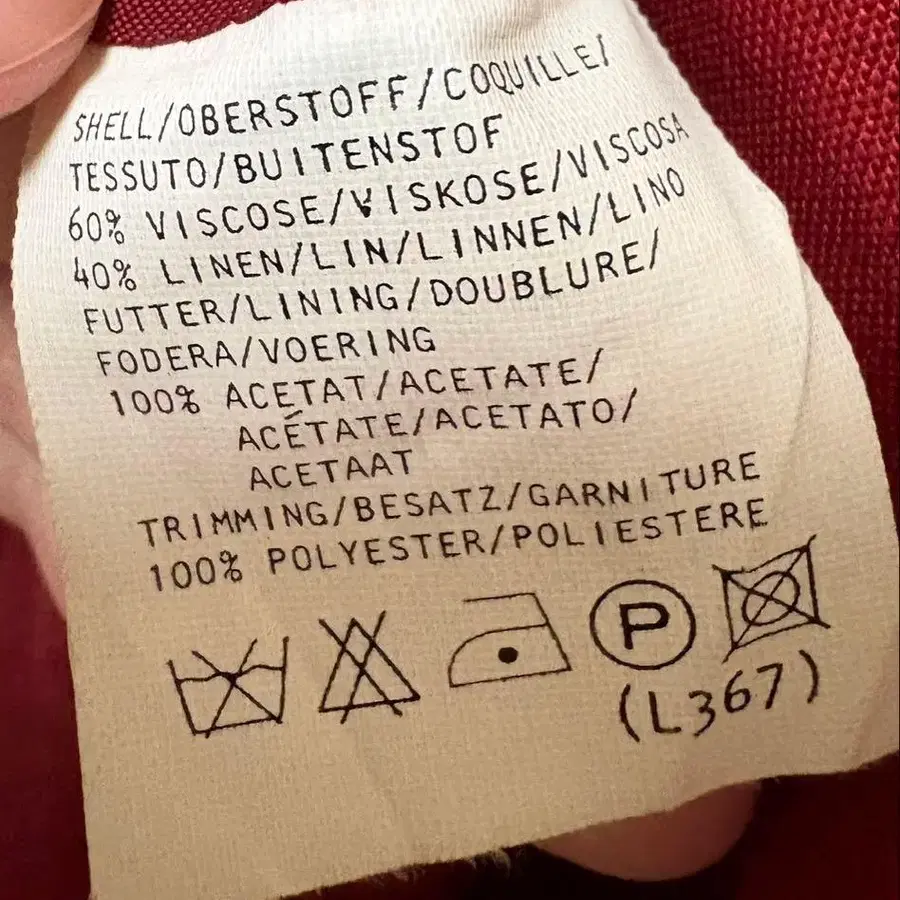 SHELL/OBERSTOFF/COQUILLE/
TESSUTO/BUITENSTOF
60% VISCOSE/VISKOSE/VISCOSA
40% LINEN/LIN/LINNEN/LINO
FUTTER/LINING/DOUBLURE/
FODERA/VOERING
100% ACETAT/ACETATE/
ACÉTATE/ACETATO/
ACETAAT
TRIMMING/BESATZ/GARNITURE
100% POLYESTER/POLIESTERE
P
(L367)